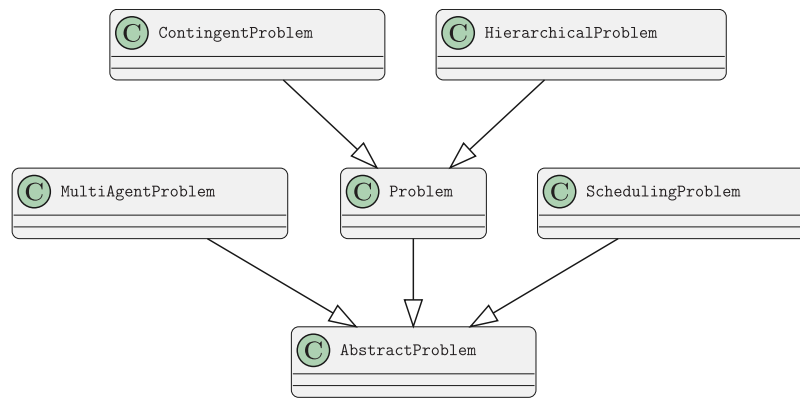 C ContingentProblem
C HierarchicalProblem
C MultiAgentProblem
C Problem
C SchedulingProblem
C AbstractProblem